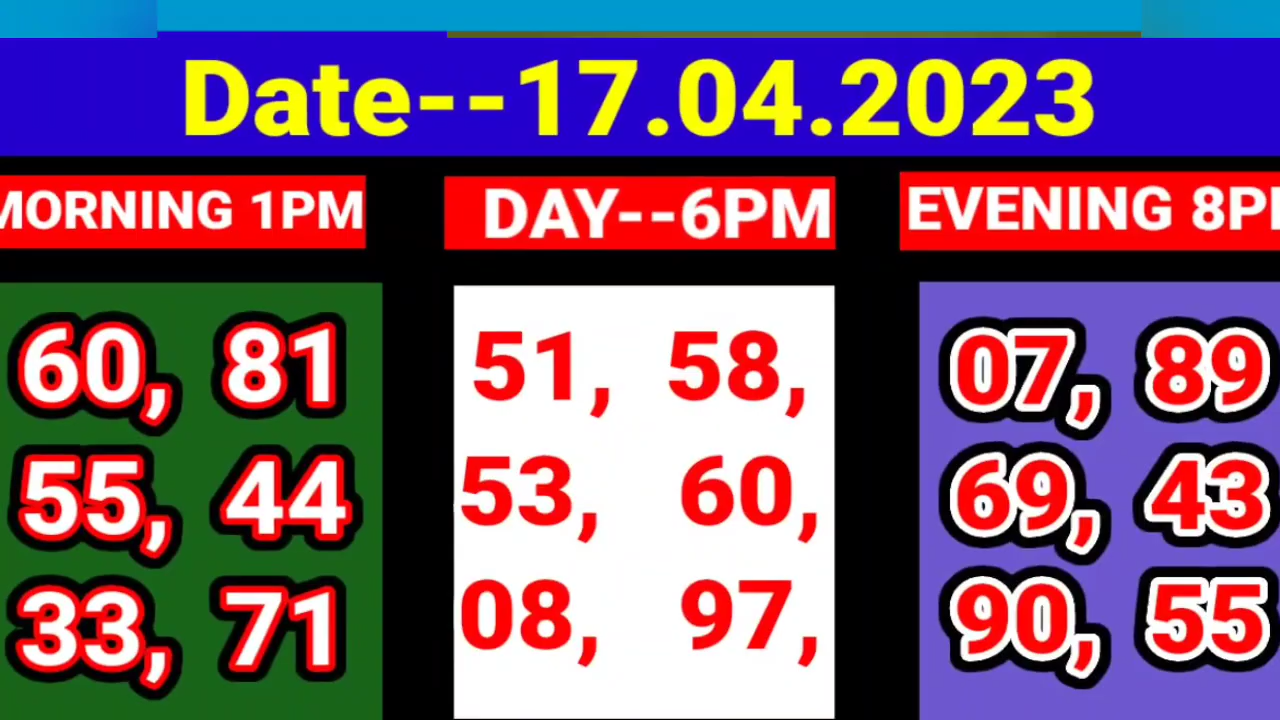 Date--17.04.2023
MORNING 1PM
60, 81
55, 44
33, 71
DAY--6PM
51, 58,
53, 60,
08, 97,
EVENING 8P
07, 89
69, 43
90, 55